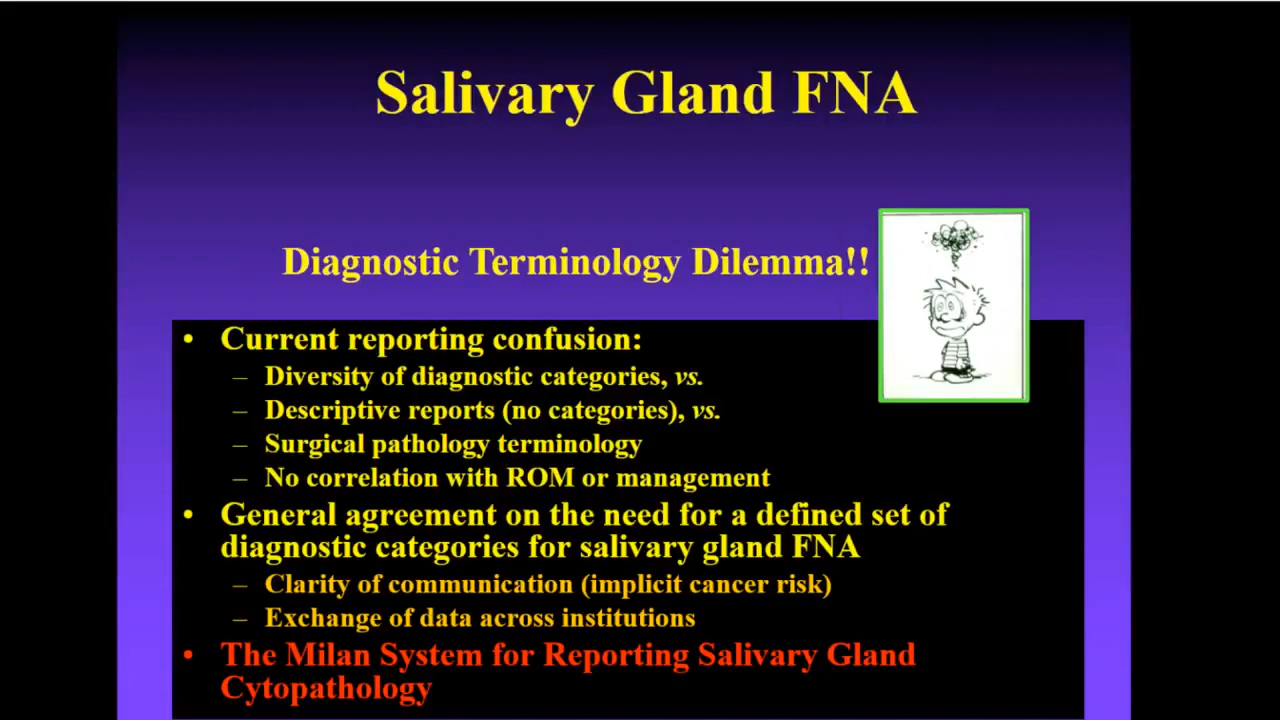 Salivary Gland FNA
Diagnostic Terminology Dilemma!!
• Current reporting confusion:
– Diversity of diagnostic categories, vs.
– Descriptive reports (no categories), vs.
– Surgical pathology terminology
– No correlation with ROM or management
• General agreement on the need for a defined set of
diagnostic categories for salivary gland FNA
– Clarity of communication (implicit cancer risk)
– Exchange of data across institutions
• The Milan System for Reporting Salivary Gland
Cytopathology